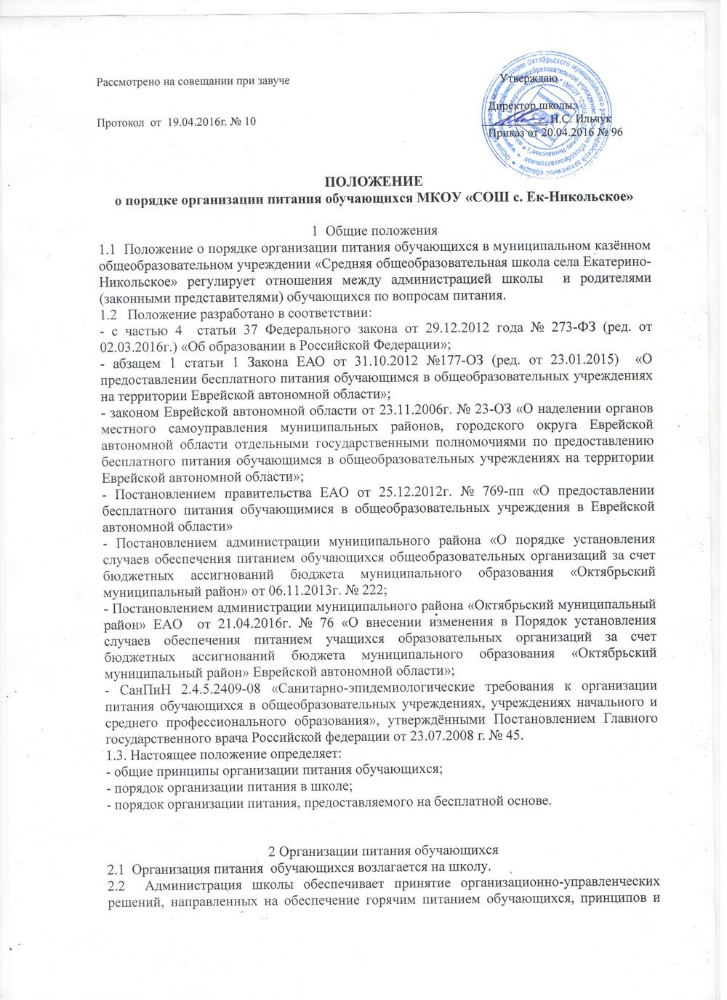 Рассмотрено на совещании при завуче
Утверждаю
Директор школы:
Н.С. Ильчук
Протокол от 19.04.2016г. № 10
Приказ от 20.04.2016 № 96
ПОЛОЖЕНИЕ
о порядке организации питания обучающихся МКОУ «СОШ с. Ек-Никольское»
1 Общие положения
1.1 Положение о порядке организации питания обучающихся в муниципальном казённом
общеобразовательном учреждении «Средняя общеобразовательная школа села Екатерино-
Никольское» регулирует отношения между администрацией школы и родителями
(законными представителями) обучающихся по вопросам питания.
1.2 Положение разработано в соответствии:
- с частью 4 статьи 37 Федерального закона от 29.12.2012 года № 273-ФЗ (ред. от
02.03.2016г.) «Об образовании в Российской Федерации»;
- абзацем 1 статьи 1 Закона ЕАО от 31.10.2012 №177-ОЗ (ред. от 23.01.2015) «О
предоставлении бесплатного питания обучающимся в общеобразовательных учреждениях
на территории Еврейской автономной области»;
- законом Еврейской автономной области от 23.11.2006г. № 23-ОЗ «О наделении органов
местного самоуправления муниципальных районов, городского округа Еврейской
автономной области отдельными государственными полномочиями по предоставлению
бесплатного питания обучающимся в общеобразовательных учреждениях на территории
Еврейской автономной области»;
- Постановлением правительства ЕАО от 25.12.2012г. № 769-пп «О предоставлении
бесплатного питания обучающимися в общеобразовательных учреждения в Еврейской
автономной области»
- Постановлением администрации муниципального района «О порядке установления
случаев обеспечения питанием обучающихся общеобразовательных организаций за счет
бюджетных ассигнований бюджета муниципального образования «Октябрьский
муниципальный район» от 06.11.2013г. № 222;
- Постановлением администрации муниципального района «Октябрьский муниципальный
район» ЕАО от 21.04.2016г. № 76 «О внесении изменения в Порядок установления
случаев обеспечения питанием учащихся образовательных организаций за счет
бюджетных ассигнований бюджета муниципального образования «Октябрьский
муниципальный район» Еврейской автономной области»;
- СанПиН 2.4.5.2409-08 «Санитарно-эпидемиологические требования к организации
питания обучающихся в общеобразовательных учреждениях, учреждениях начального и
среднего профессионального образования», утверждёнными Постановлением Главного
государственного врача Российской федерации от 23.07.2008 г. № 45.
1.3. Настоящее положение определяет:
- общие принципы организации питания обучающихся;
- порядок организации питания в школе;
- порядок организации питания, предоставляемого на бесплатной основе.
2 Организации питания обучающихся
2.1 Организация питания обучающихся возлагается на школу.
2.2 Администрация школы обеспечивает принятие организационно-управленческих
решений, направленных на обеспечение горячим питанием обучающихся, принципов и